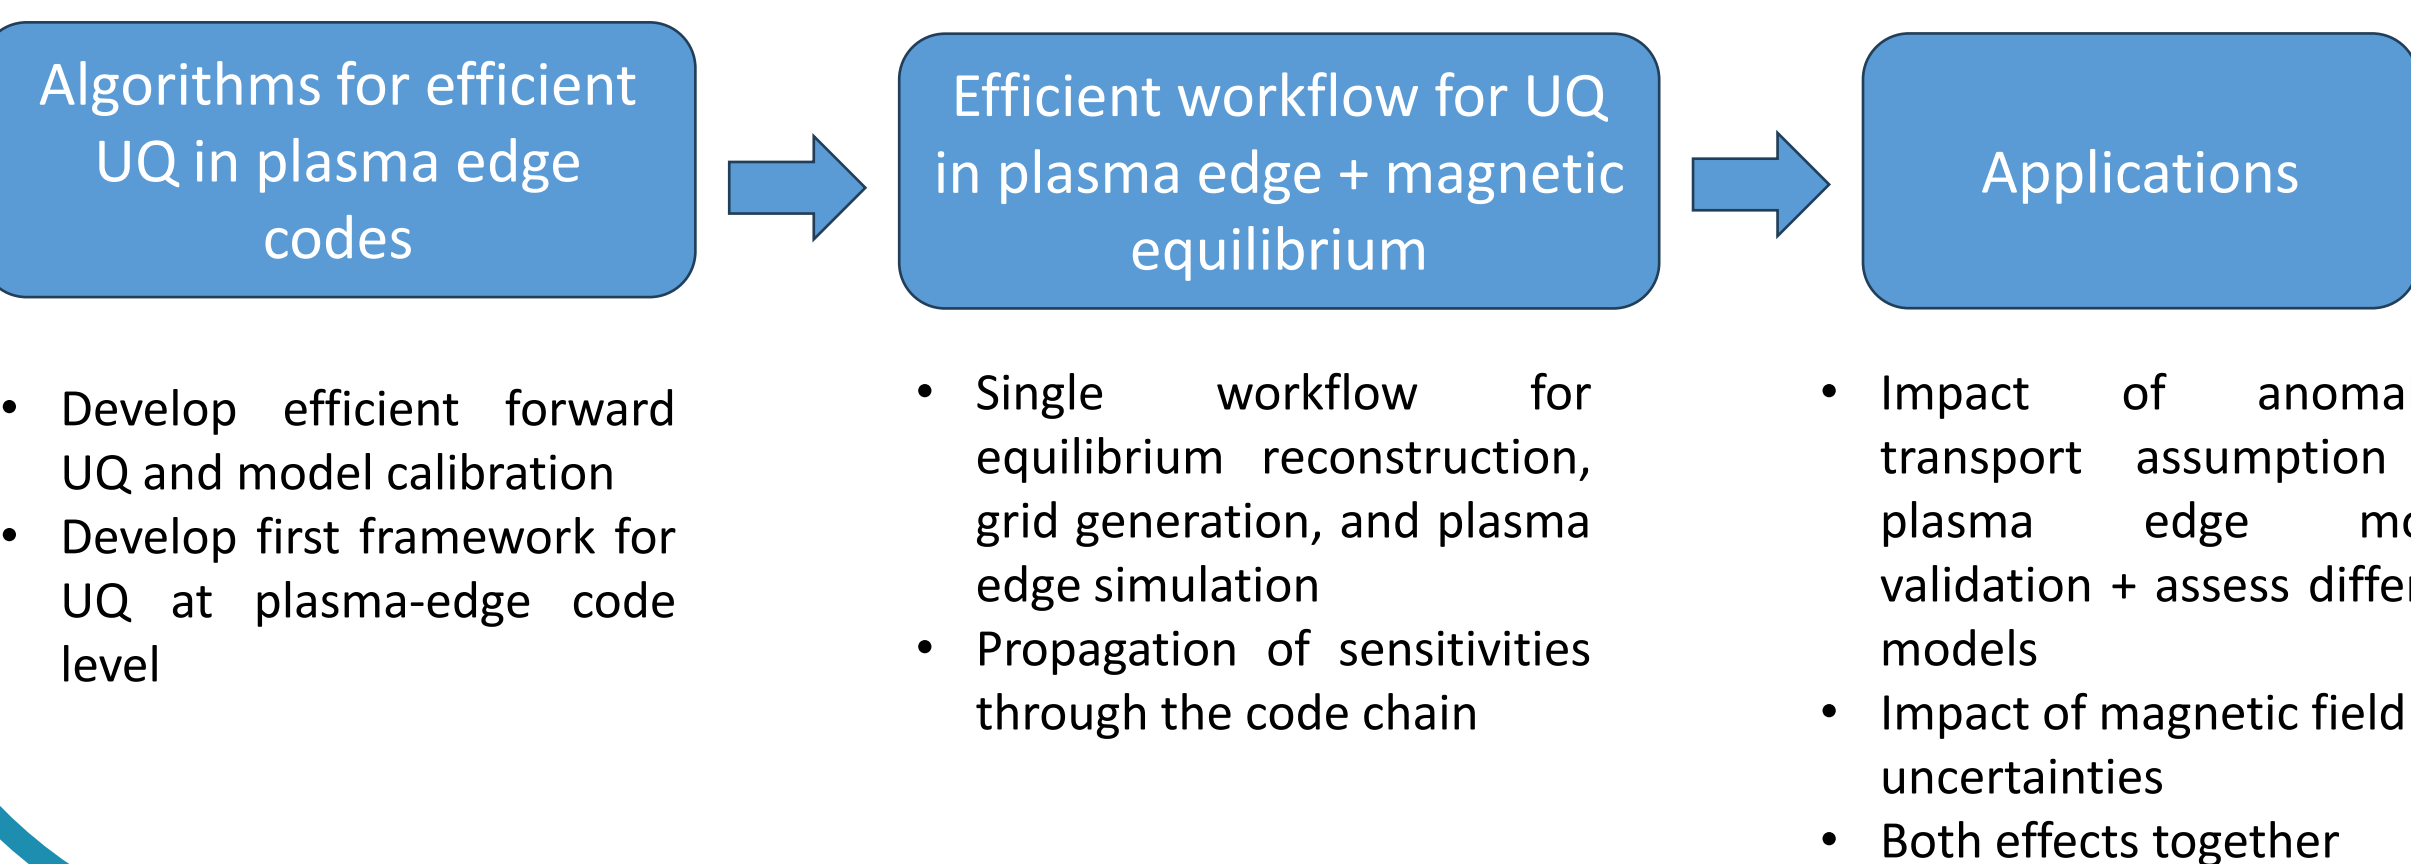 Algorithms for efficient
UQ in plasma edge
codes
• Develop efficient forward
UQ and model calibration
• Develop first framework for
UQ at plasma-edge code
level
Efficient workflow for UQ
in plasma edge + magnetic
equilibrium
• Single workflow for
equilibrium reconstruction,
grid generation, and plasma
edge simulation
• Propagation of sensitivities
through the code chain
Applications
• Impact of
transport assumption
plasma edge
validation + assess
models
• Impact of magnetic field
uncertainties
• Both effects together